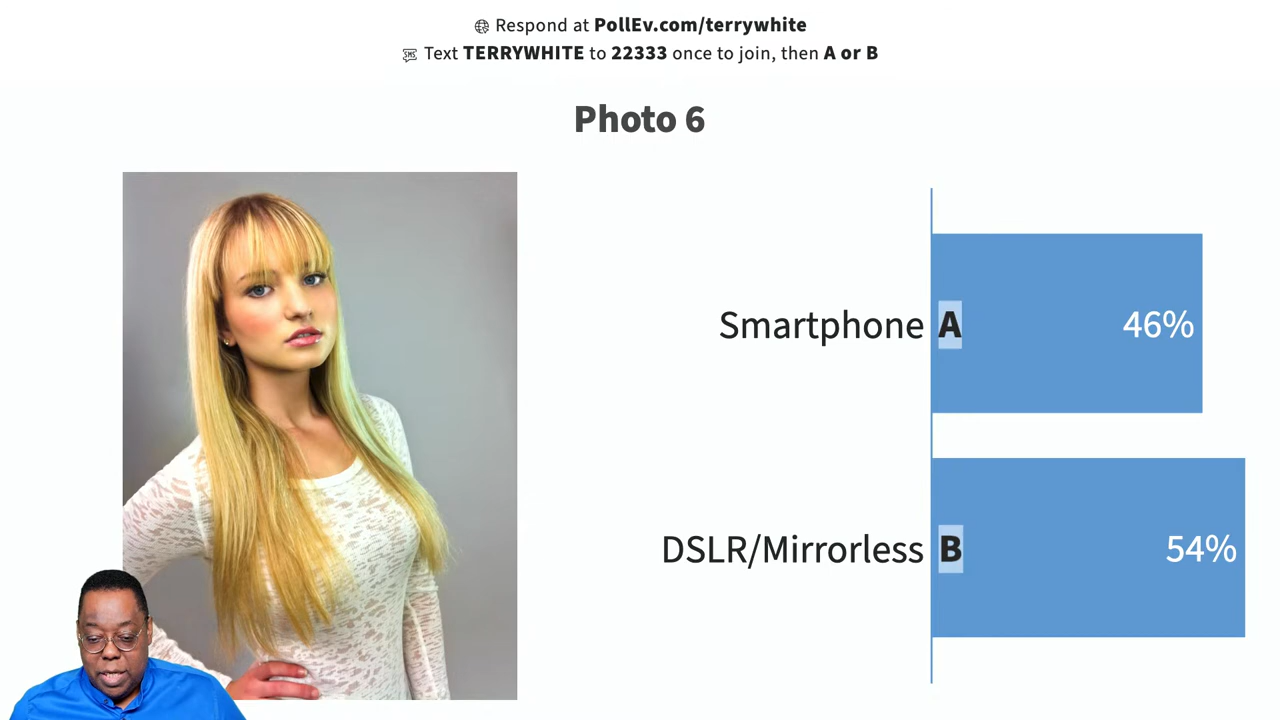 Respond at PollEv.com/terrywhite
Text TERRYWHITE to 22333 once to join, then A or B
Photo 6
Smartphone A 46%
DSLR/Mirrorless B 54%